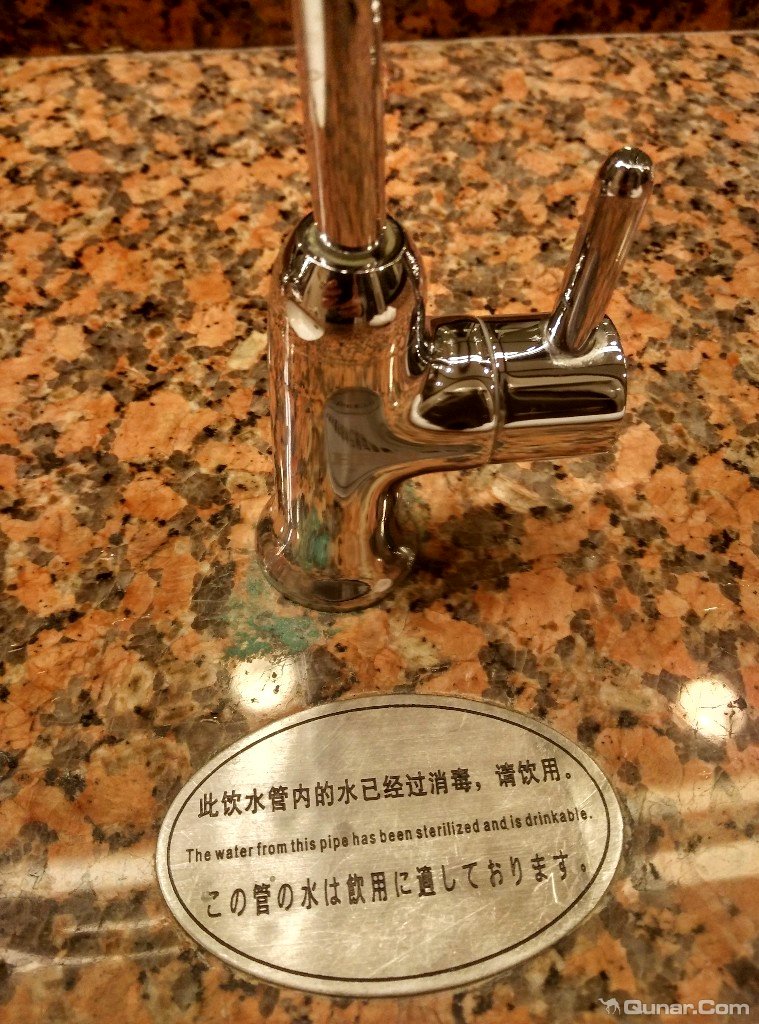 此饮水管内的水已经过消毒，请饮用。
The water from this pipe has been sterilized and is drinkable.
この管の水は飲用に適しております。
Qunar.Com